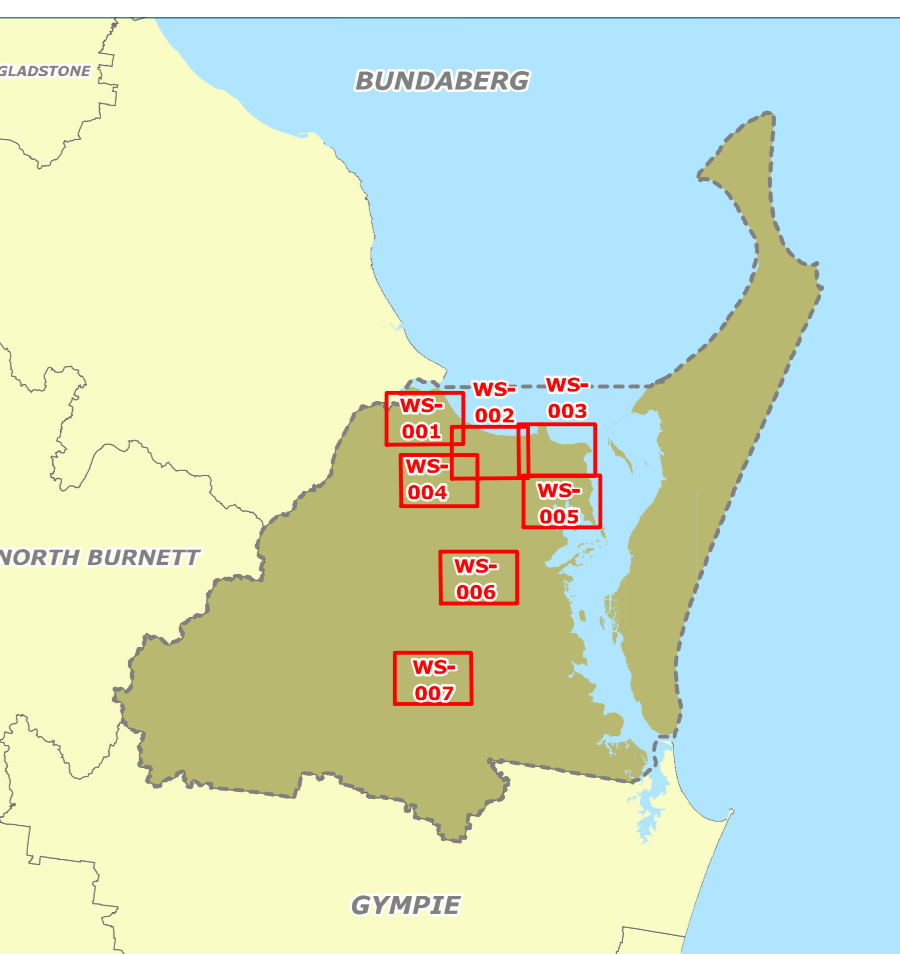 GLADSTONE
BUNDABERG
WS-
002
WS-
003
WS-
001
WS-
004
WS-
005
NORTH BURNETT
WS-
006
WS-
007
GYMPIE